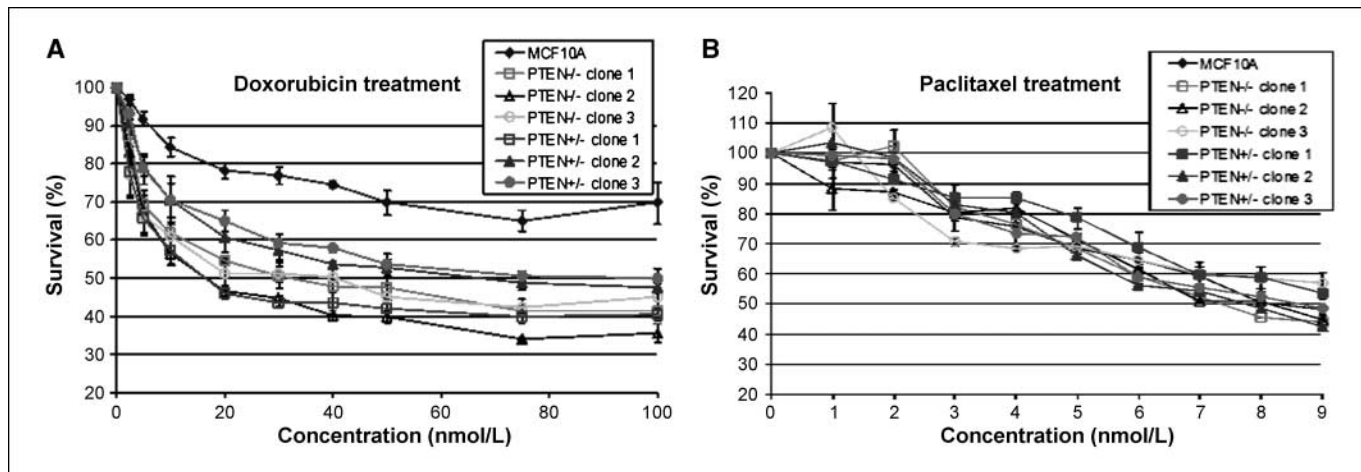 A
Doxorubicin treatment
MCF10A
PTEN-/- clone 1
PTEN-/- clone 2
PTEN-/- clone 3
PTEN+/- clone 1
PTEN+/- clone 2
PTEN+/- clone 3
Survival (%)
100
90
80
70
60
50
40
30
20
0 20 40 60 80 100
Concentration (nmol/L)
B
Paclitaxel treatment
MCF10A
PTEN-/- clone 1
PTEN-/- clone 2
PTEN-/- clone 3
PTEN+/- clone 1
PTEN+/- clone 2
PTEN+/- clone 3
Survival (%)
120
110
100
90
80
70
60
50
40
30
20
0 1 2 3 4 5 6 7 8 9
Concentration (nmol/L)